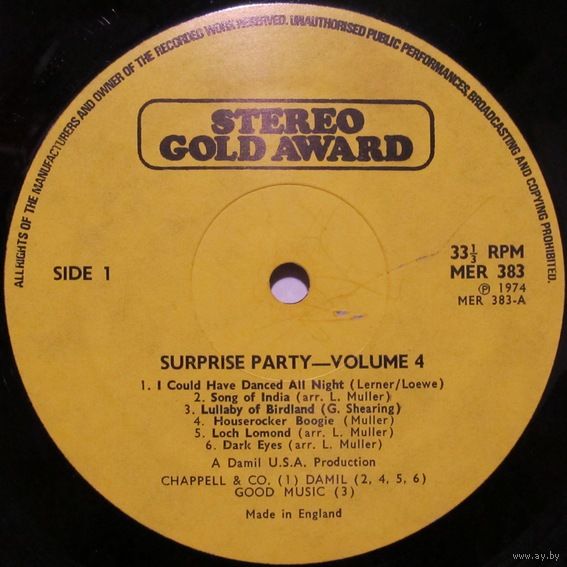 ALL RIGHTS OF THE MANUFACTURERS AND OWNER OF THE RECORDED WORK RESERVED. UNAUTHORISED PUBLIC PERFORMANCES, BROADCASTING AND COPYING PROHIBITED.
STEREO
GOLD AWARD
SIDE 1
33⅓ RPM
MER 383
℗ 1974
MER 383-A
SURPRISE PARTY—VOLUME 4
1. I Could Have Danced All Night (Lerner/Loewe)
2. Song of India (arr. L. Muller)
3. Lullaby of Birdland (G. Shearing)
4. Houserocker Boogie (L. Muller)
5. Loch Lomond (arr. L. Muller)
6. Dark Eyes (arr. L. Muller)
A Damil U.S.A. Production
CHAPPELL & CO. (1) DAMIL (2, 4, 5, 6)
GOOD MUSIC (3)
Made in England
www.ay.by